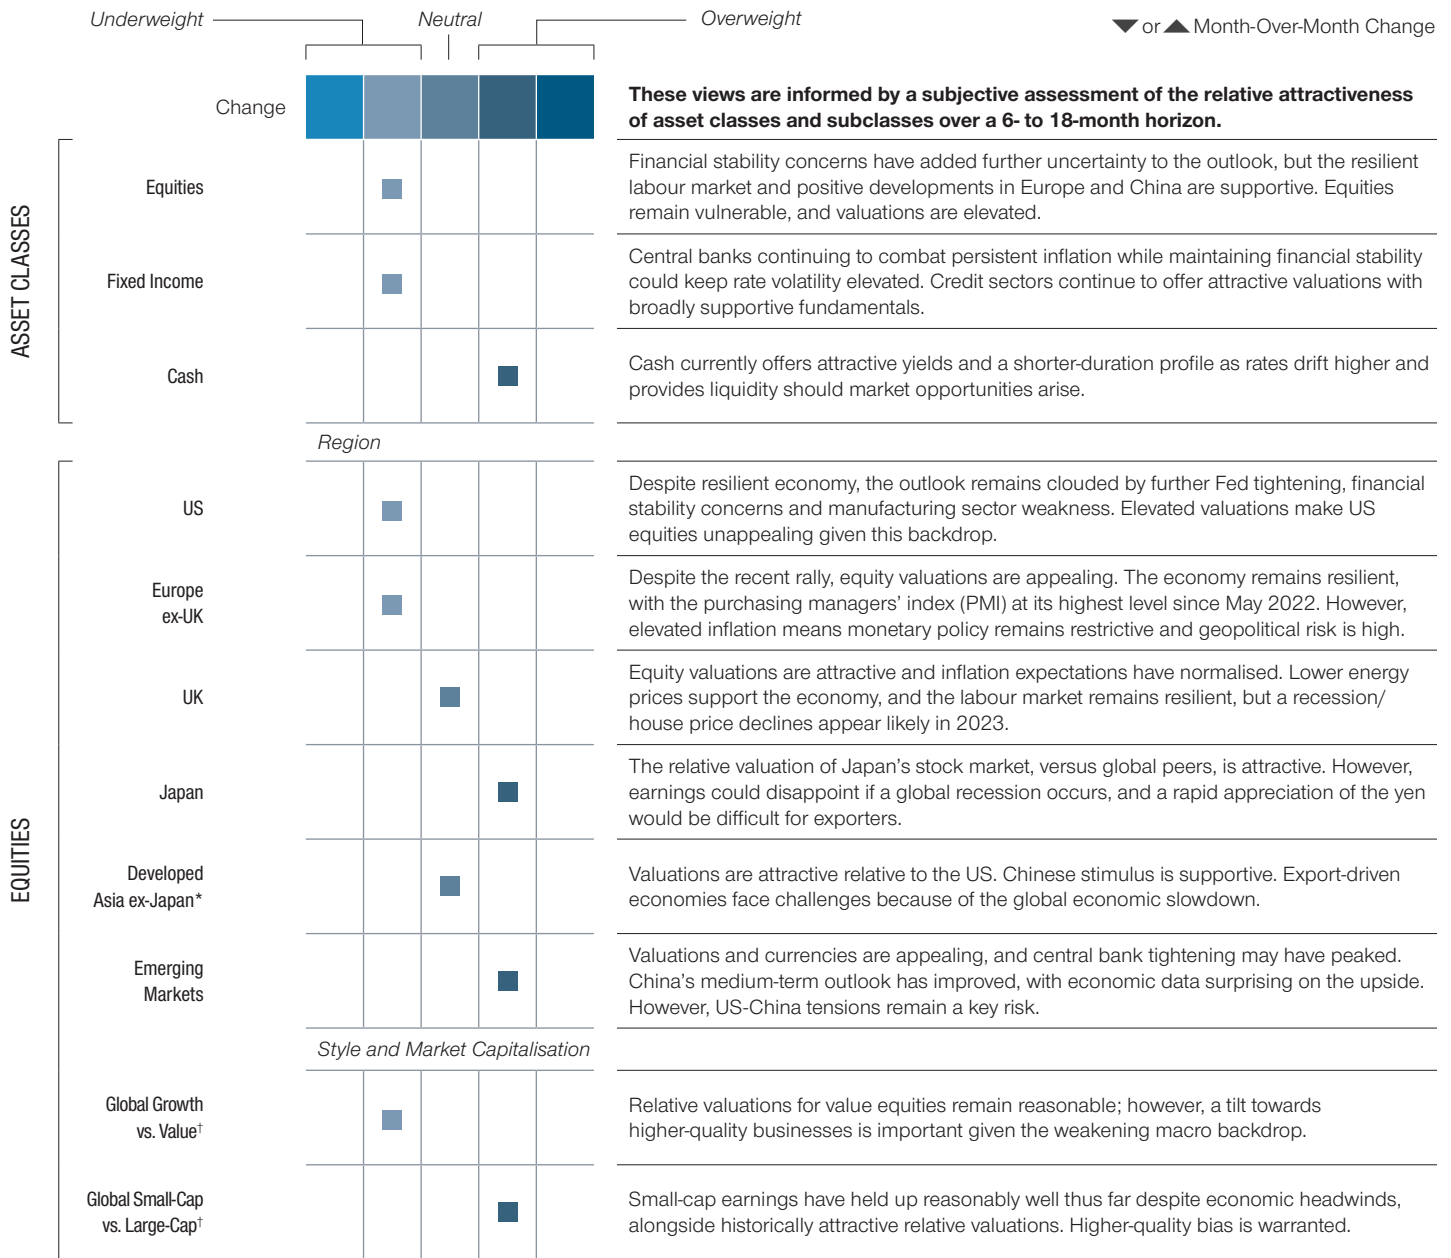 Underweight
Neutral
Overweight
▼ or ▲ Month-Over-Month Change
Change
These views are informed by a subjective assessment of the relative attractiveness
of asset classes and subclasses over a 6- to 18-month horizon.
ASSET CLASSES
Equities
Financial stability concerns have added further uncertainty to the outlook, but the resilient
labour market and positive developments in Europe and China are supportive. Equities
remain vulnerable, and valuations are elevated.
Fixed Income
Central banks continuing to combat persistent inflation while maintaining financial stability
could keep rate volatility elevated. Credit sectors continue to offer attractive valuations with
broadly supportive fundamentals.
Cash
Cash currently offers attractive yields and a shorter-duration profile as rates drift higher and
provides liquidity should market opportunities arise.
EQUITIES
Region
US
Despite resilient economy, the outlook remains clouded by further Fed tightening, financial
stability concerns and manufacturing sector weakness. Elevated valuations make US
equities unappealing given this backdrop.
Europe
ex-UK
Despite the recent rally, equity valuations are appealing. The economy remains resilient,
with the purchasing managers’ index (PMI) at its highest level since May 2022. However,
elevated inflation means monetary policy remains restrictive and geopolitical risk is high.
UK
Equity valuations are attractive and inflation expectations have normalised. Lower energy
prices support the economy, and the labour market remains resilient, but a recession/
house price declines appear likely in 2023.
Japan
The relative valuation of Japan’s stock market, versus global peers, is attractive. However,
earnings could disappoint if a global recession occurs, and a rapid appreciation of the yen
would be difficult for exporters.
Developed
Asia ex-Japan*
Valuations are attractive relative to the US. Chinese stimulus is supportive. Export-driven
economies face challenges because of the global economic slowdown.
Emerging
Markets
Valuations and currencies are appealing, and central bank tightening may have peaked.
China’s medium-term outlook has improved, with economic data surprising on the upside.
However, US-China tensions remain a key risk.
Style and Market Capitalisation
Global Growth
vs. Value†
Relative valuations for value equities remain reasonable; however, a tilt towards
higher-quality businesses is important given the weakening macro backdrop.
Global Small-Cap
vs. Large-Cap†
Small-cap earnings have held up reasonably well thus far despite economic headwinds,
alongside historically attractive relative valuations. Higher-quality bias is warranted.